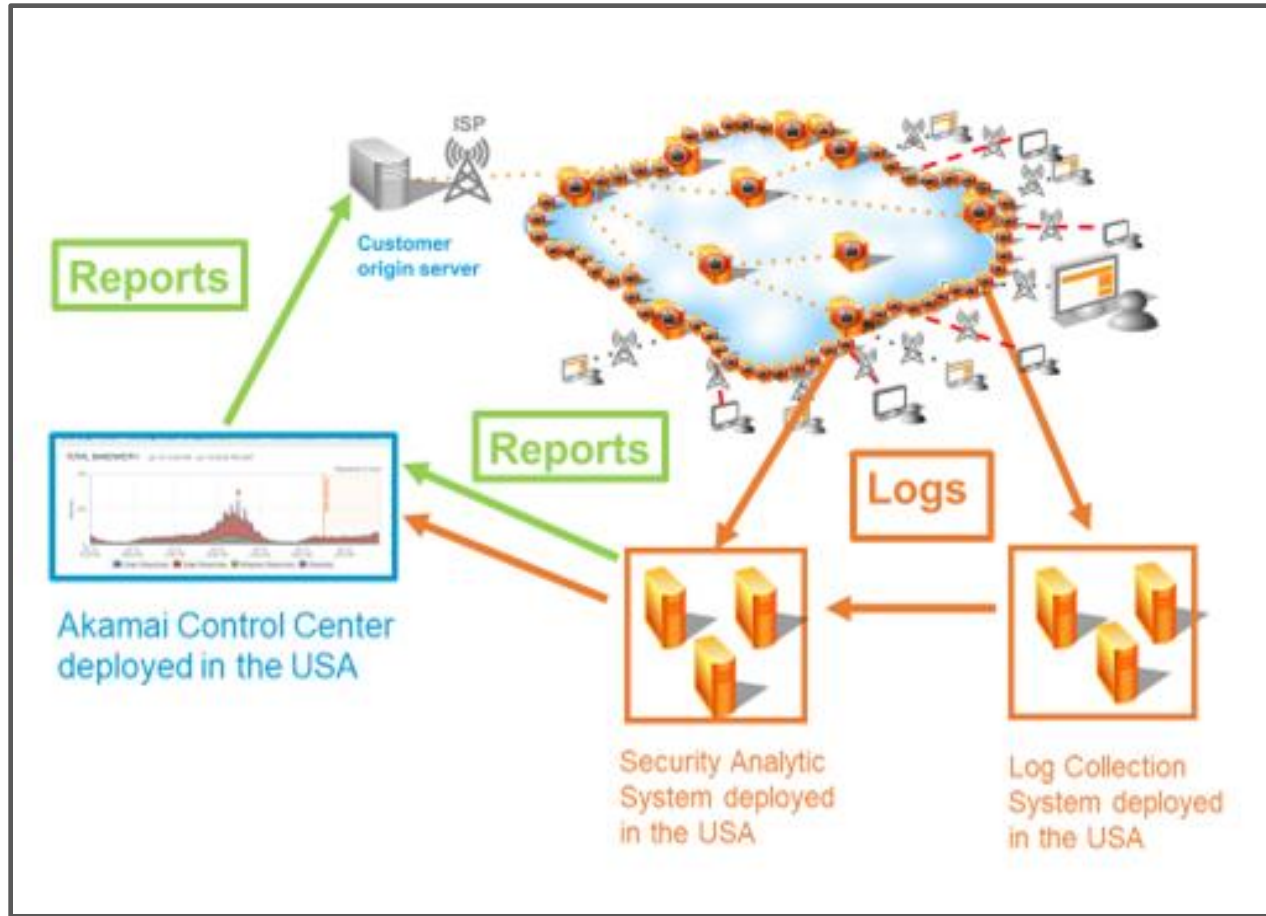 ISP
Customer
origin server
Reports
Reports
Logs
Akamai Control Center
deployed in the USA
Security Analytic
System deployed
in the USA
Log Collection
System deployed
in the USA